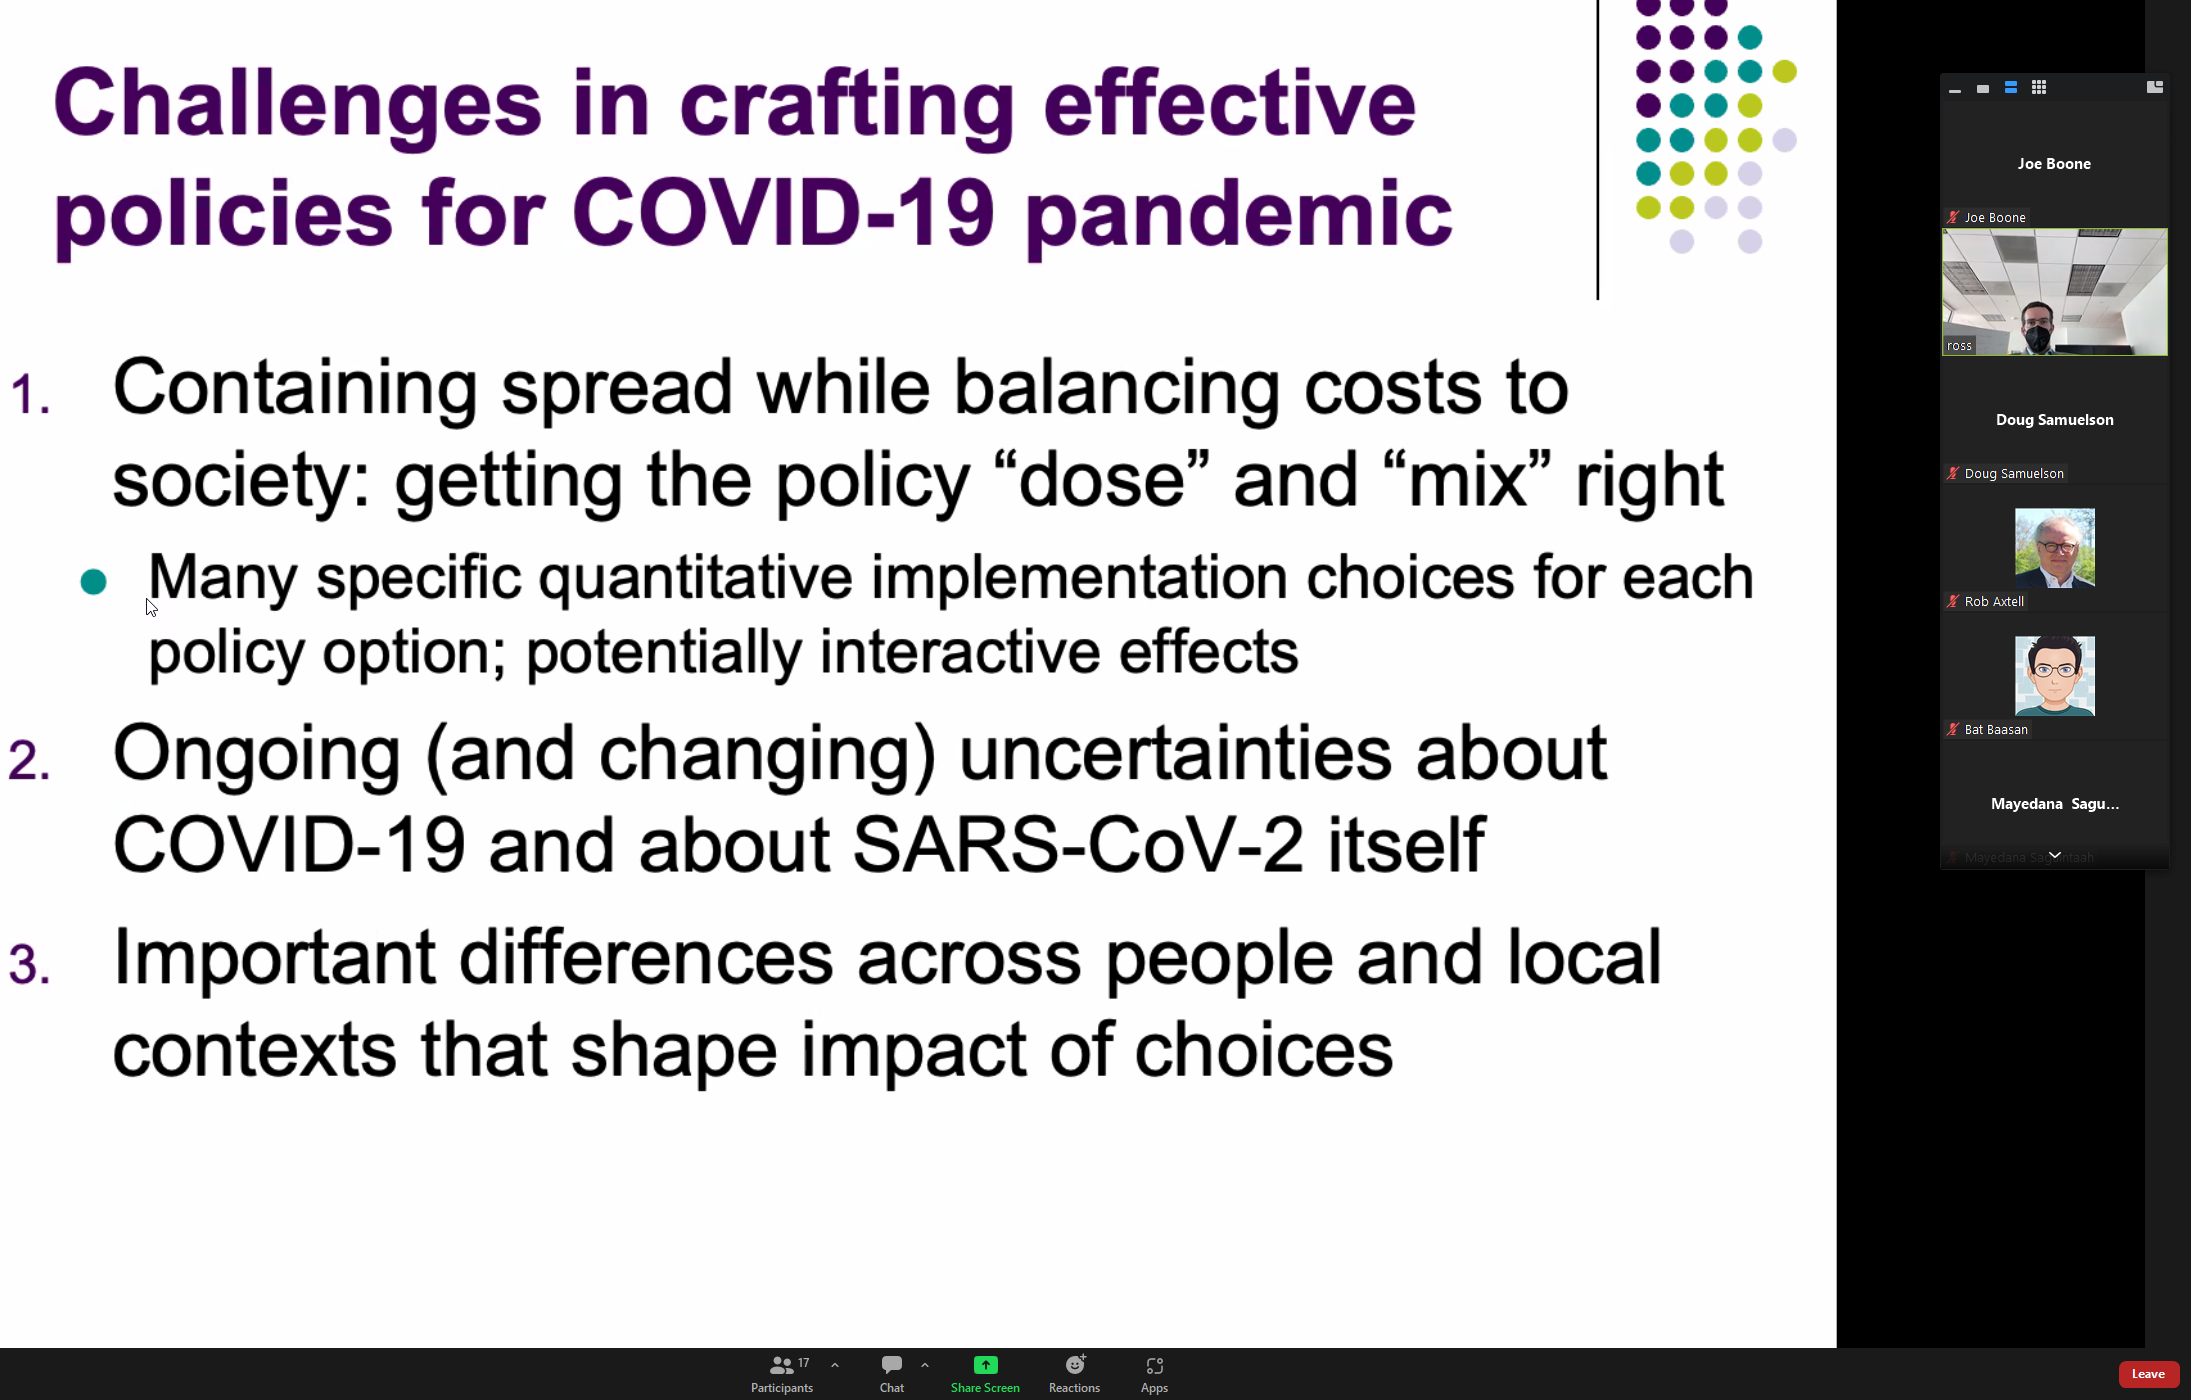 Challenges in crafting effective
policies for COVID-19 pandemic
1. Containing spread while balancing costs to
society: getting the policy “dose” and “mix” right
Many specific quantitative implementation choices for each
policy option; potentially interactive effects
2. Ongoing (and changing) uncertainties about
COVID-19 and about SARS-CoV-2 itself
3. Important differences across people and local
contexts that shape impact of choices
Joe Boone
Joe Boone
ross
Doug Samuelson
Doug Samuelson
Rob Axtell
Bat Baasan
Mayedana Sagu...
Mayedana
17
Participants
Chat
Share Screen
Reactions
Apps
Leave